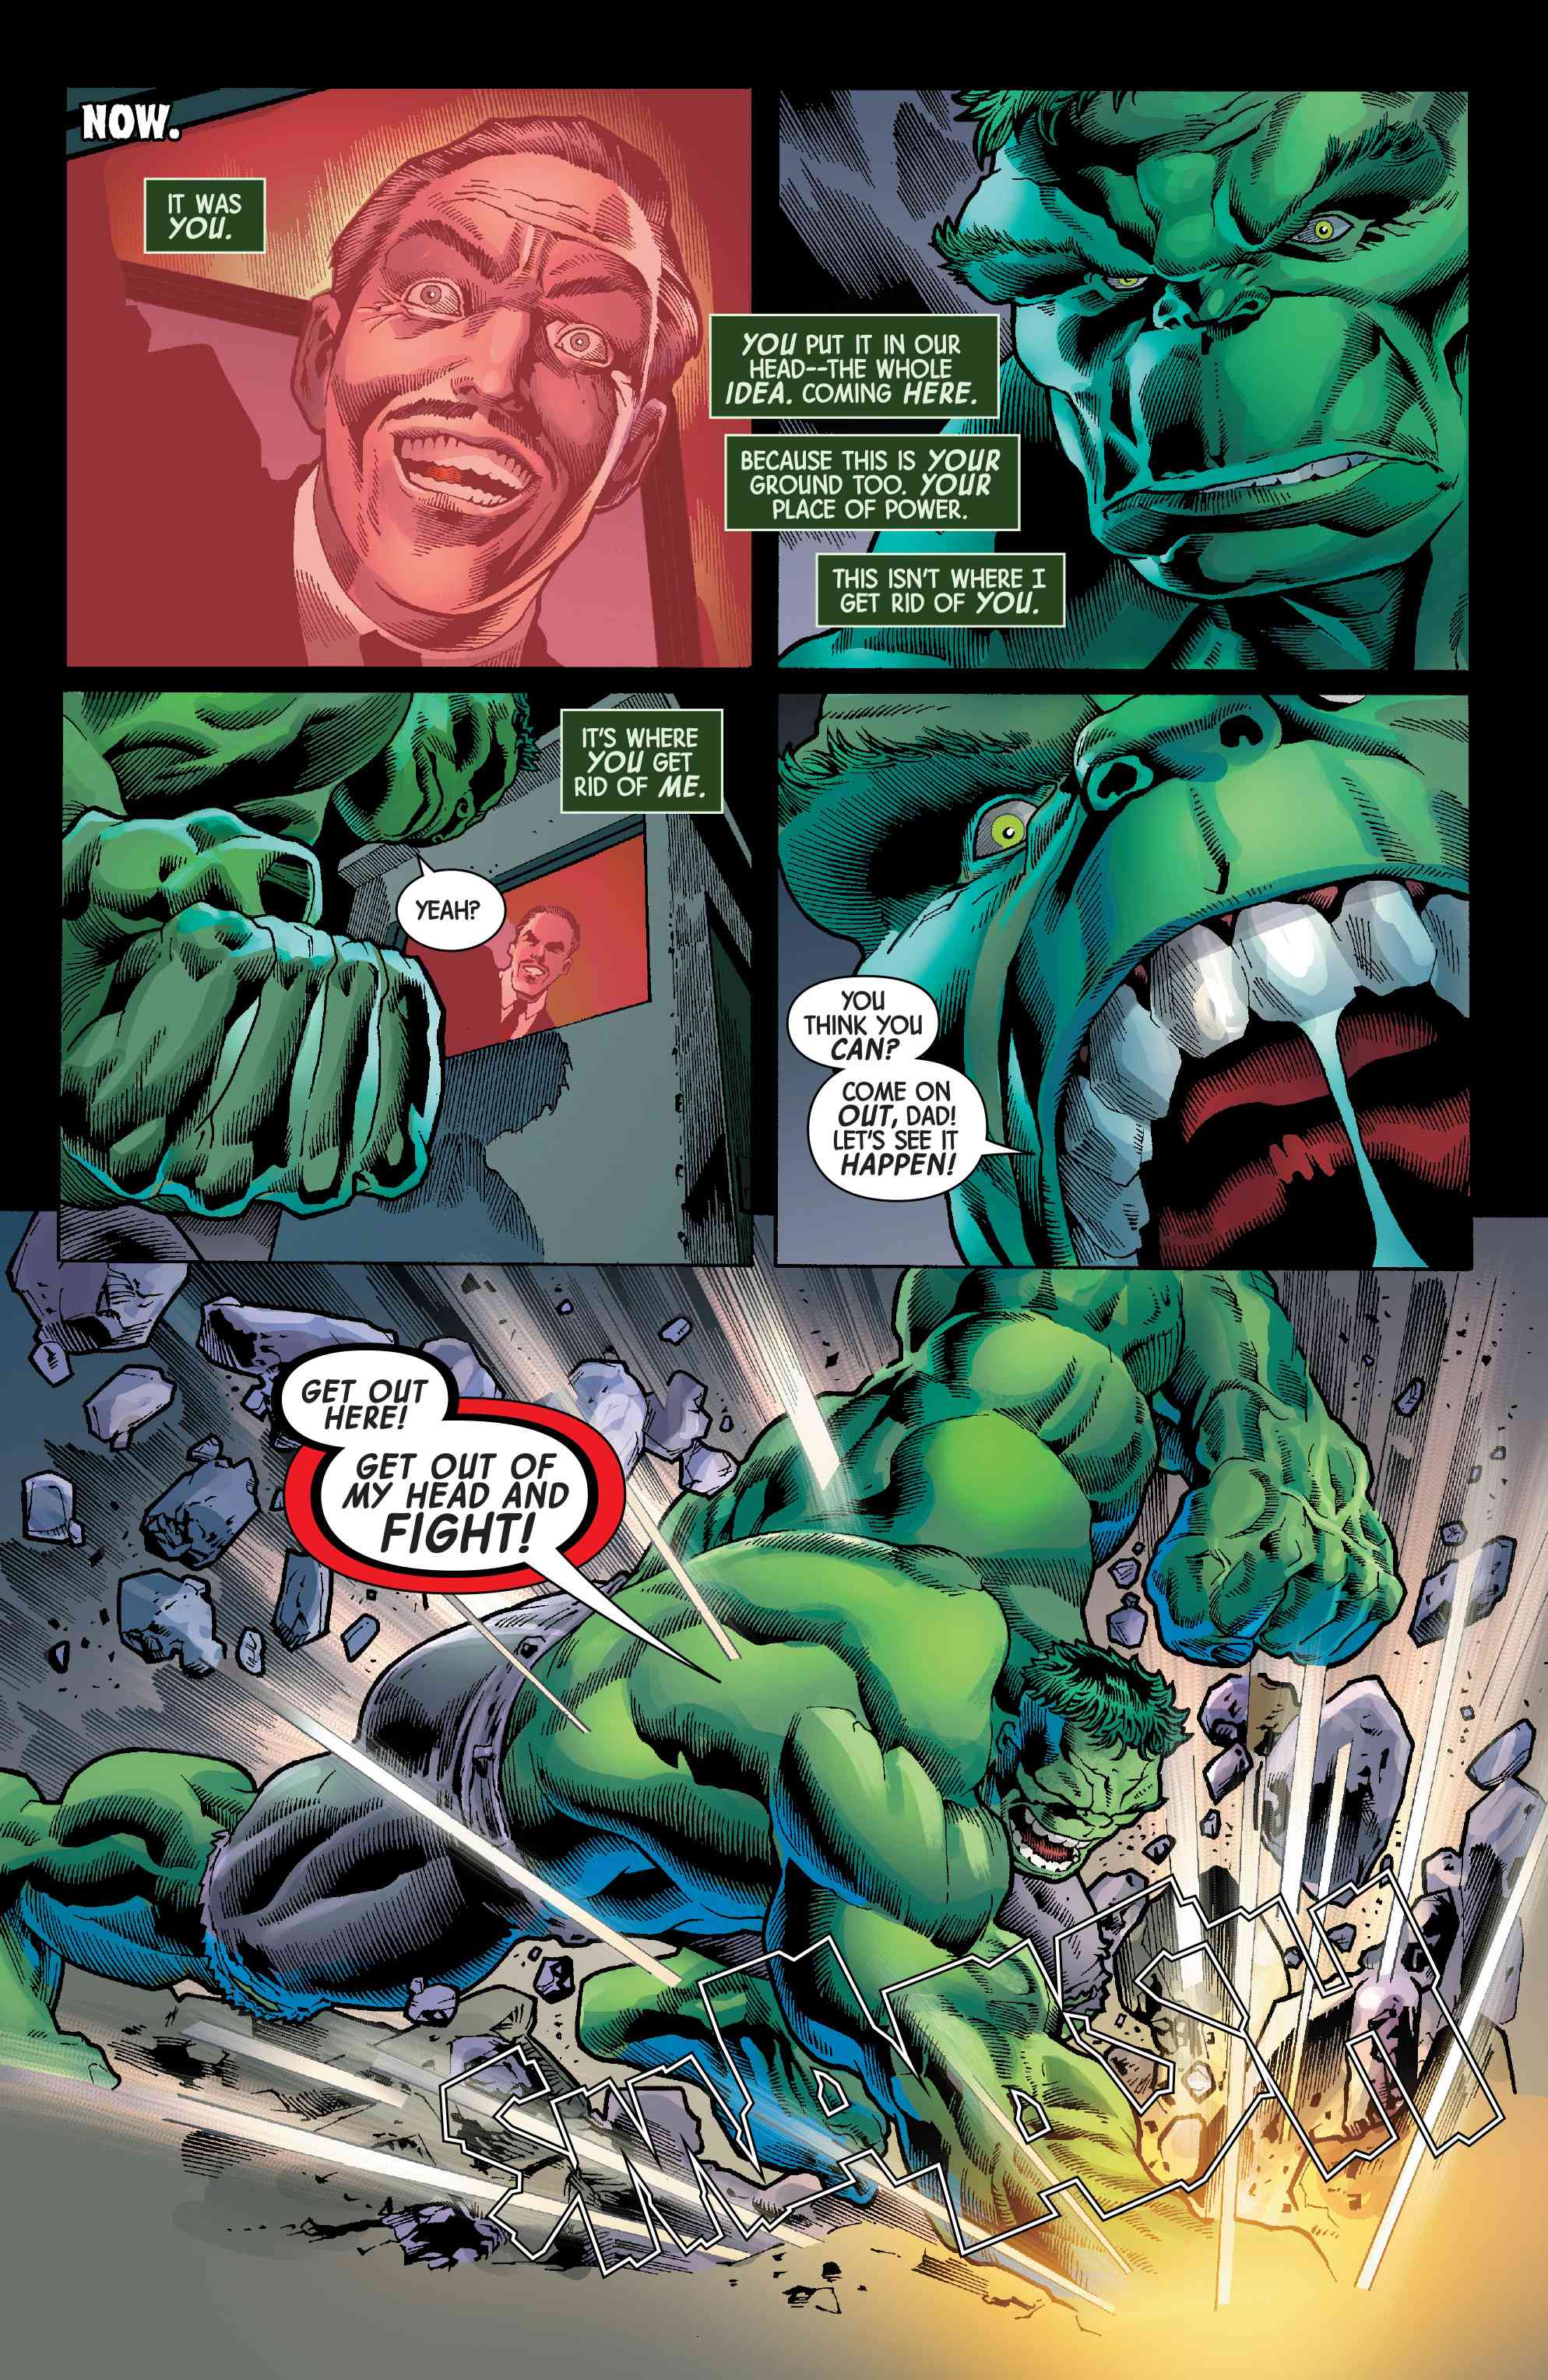 NOW.
IT WAS
YOU.
YOU PUT IT IN OUR
HEAD--THE WHOLE
IDEA. COMING HERE.
BECAUSE THIS IS YOUR
GROUND TOO. YOUR
PLACE OF POWER.
THIS ISN'T WHERE I
GET RID OF YOU.
IT'S WHERE
YOU GET
RID OF ME.
YEAH?
YOU
THINK YOU
CAN?
COME ON
OUT, DAD!
LET'S SEE IT
HAPPEN!
GET OUT
HERE!
GET OUT OF
MY HEAD AND
FIGHT!
SMASH